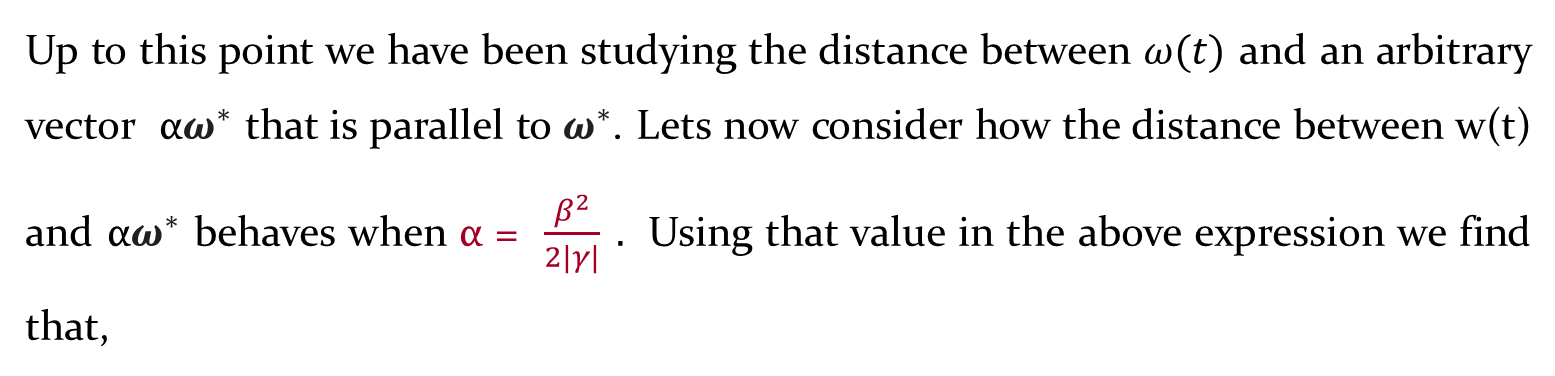 Up to this point we have been studying the distance between ω(t) and an arbitrary
vector αω* that is parallel to ω*. Lets now consider how the distance between w(t)
and αω* behaves when α = β²/2|γ| . Using that value in the above expression we find
that,